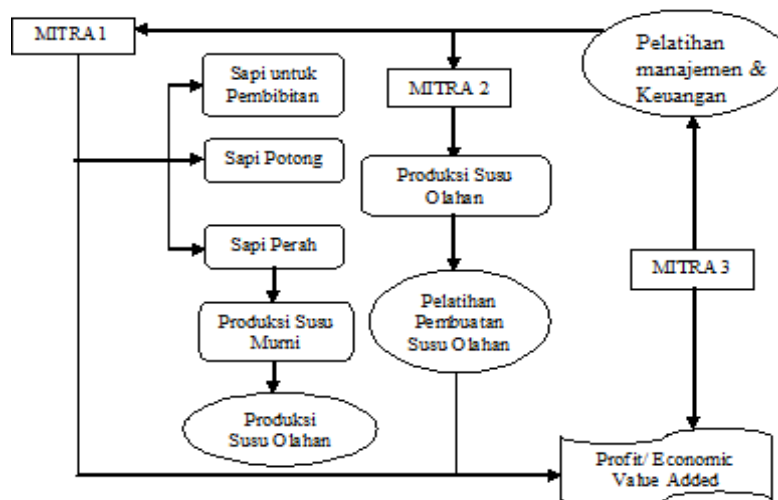 MITRA 1
Pelatihan
manajemen &
Keuangan
Sapi untuk
Pembibitan
MITRA 2
Sapi Potong
Produksi Susu
Olahan
Sapi Perah
MITRA 3
Produksi Susu
Murni
Pelatihan
Pembuatan
Susu Olahan
Produksi
Susu Olahan
Profit/ Economic
Value Added